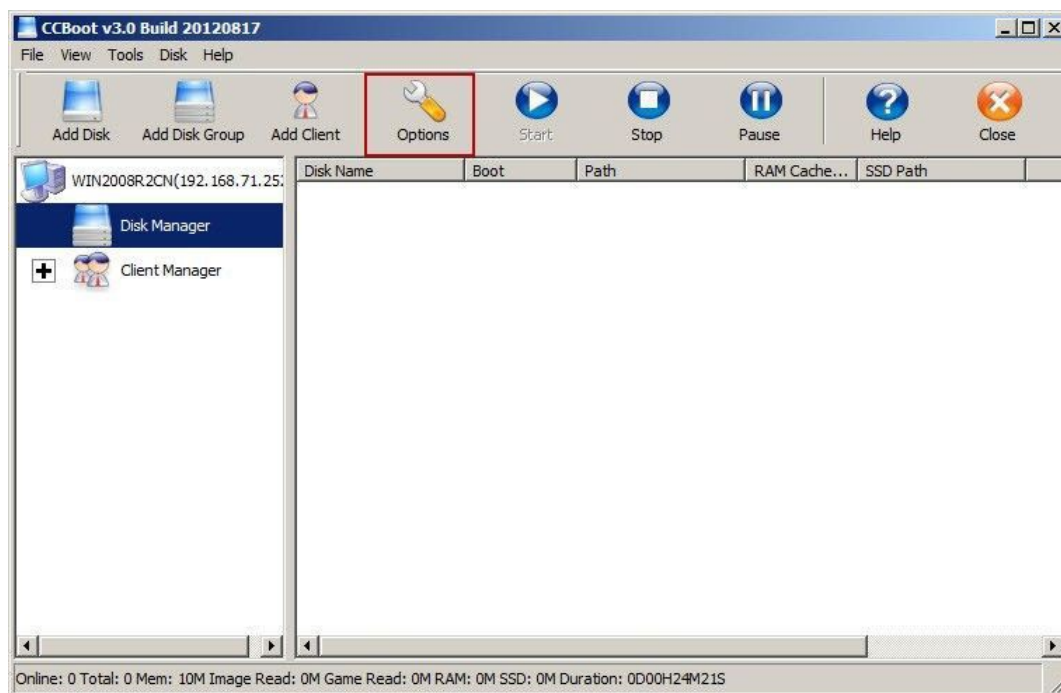 CCBoot v3.0 Build 20120817
File View Tools Disk Help
Add Disk Add Disk Group Add Client Options Start Stop Pause Help Close
WIN2008R2CN(192.168.71.252 Disk Name Boot Path RAM Cache... SSD Path
Disk Manager
Client Manager
Online: 0 Total: 0 Mem: 10M Image Read: 0M Game Read: 0M RAM: 0M SSD: 0M Duration: 0D00H24M21S